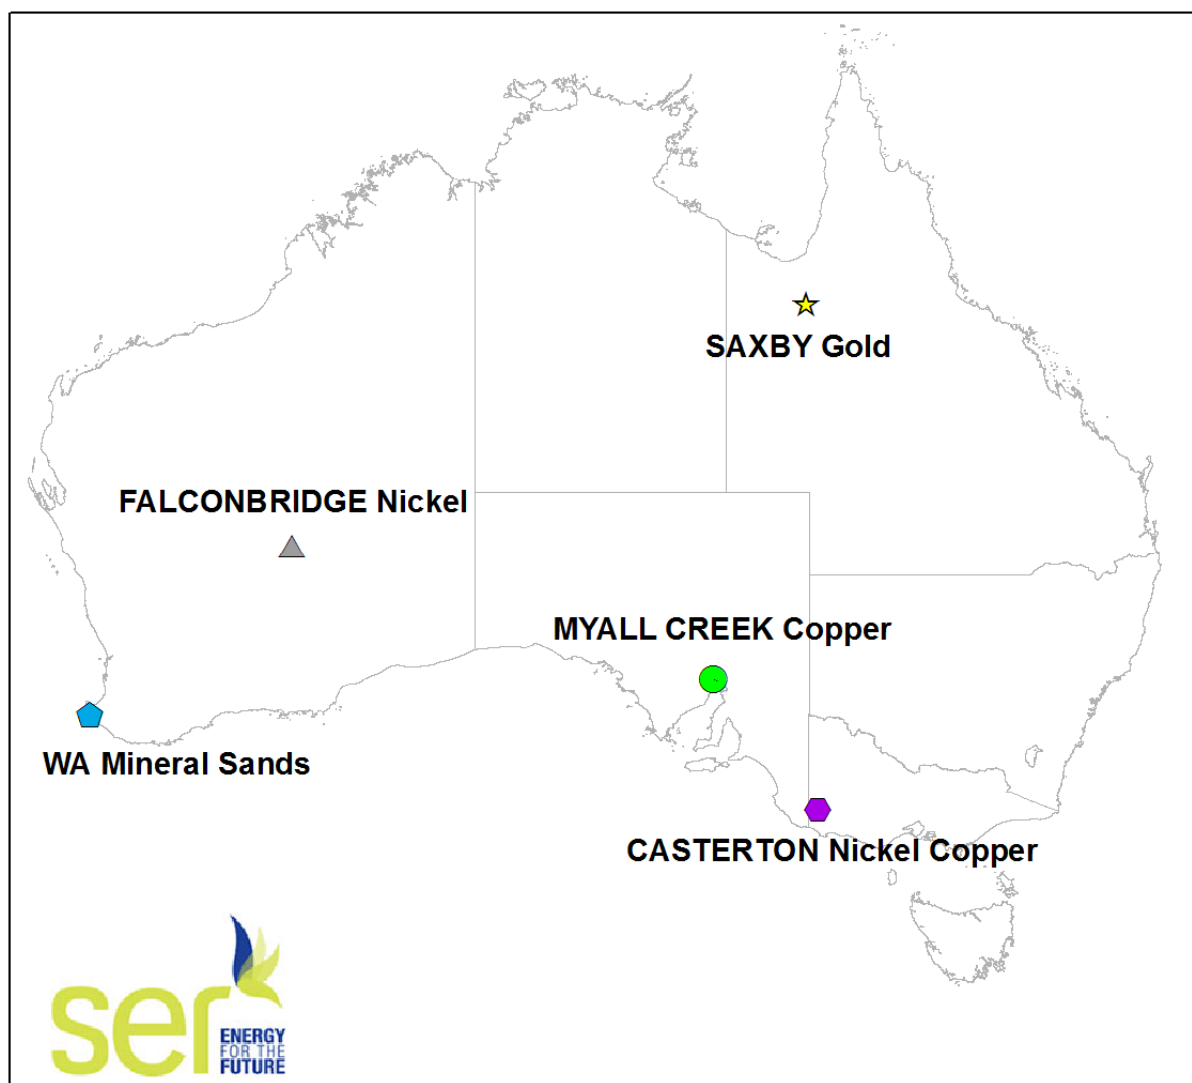 SAXBY Gold
FALCONBRIDGE Nickel
MYALL CREEK Copper
WA Mineral Sands
CASTERTON Nickel Copper
ser
ENERGY
FOR THE
FUTURE